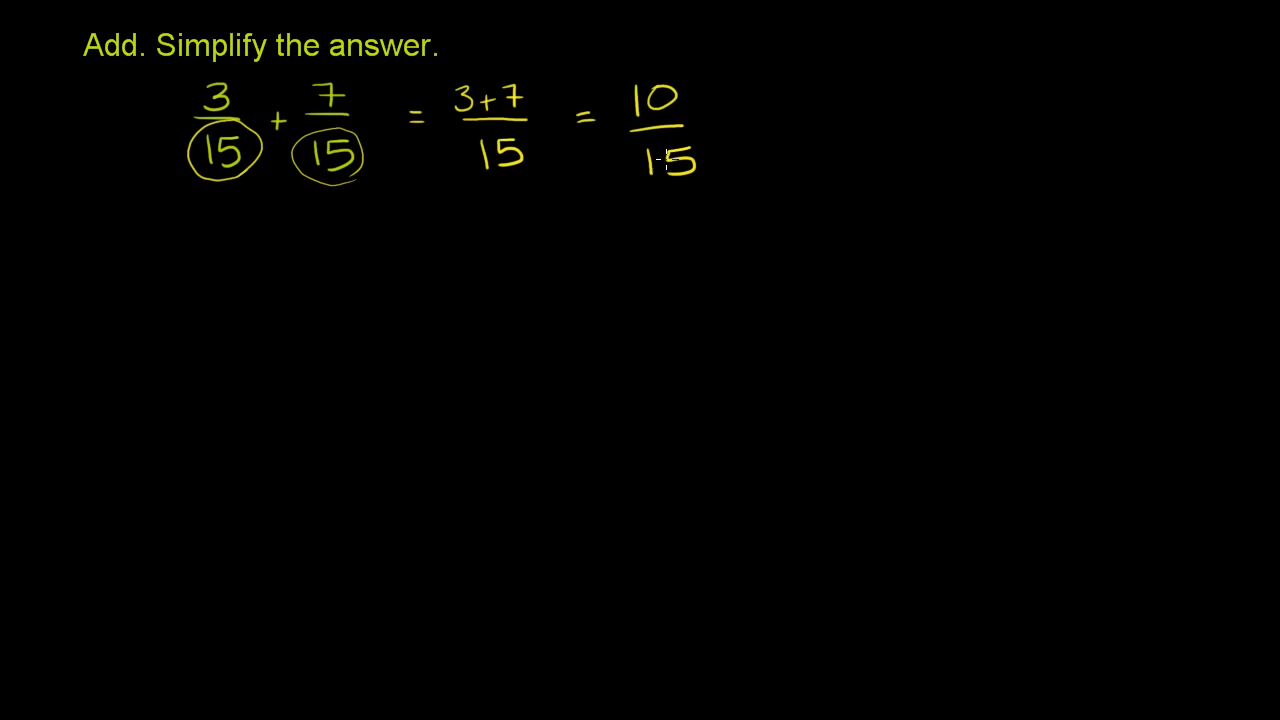 Add. Simplify the answer.
3/15 + 7/15 = 3+7/15 = 10/15